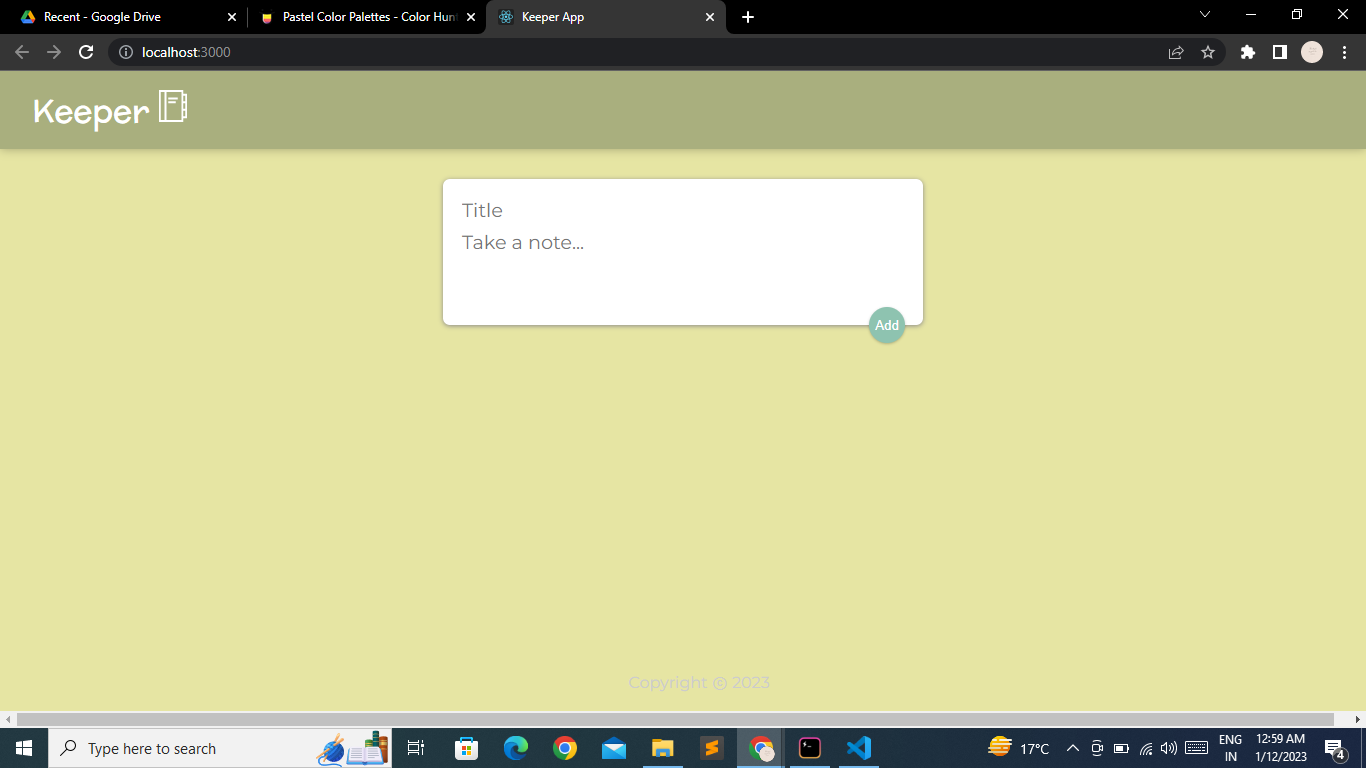 Recent - Google Drive
Pastel Color Palettes - Color Hun
Keeper App
localhost:3000
Keeper
Title
Take a note...
Add
Copyright © 2023
Type here to search
17°C
ENG
IN
12:59 AM
1/12/2023
4